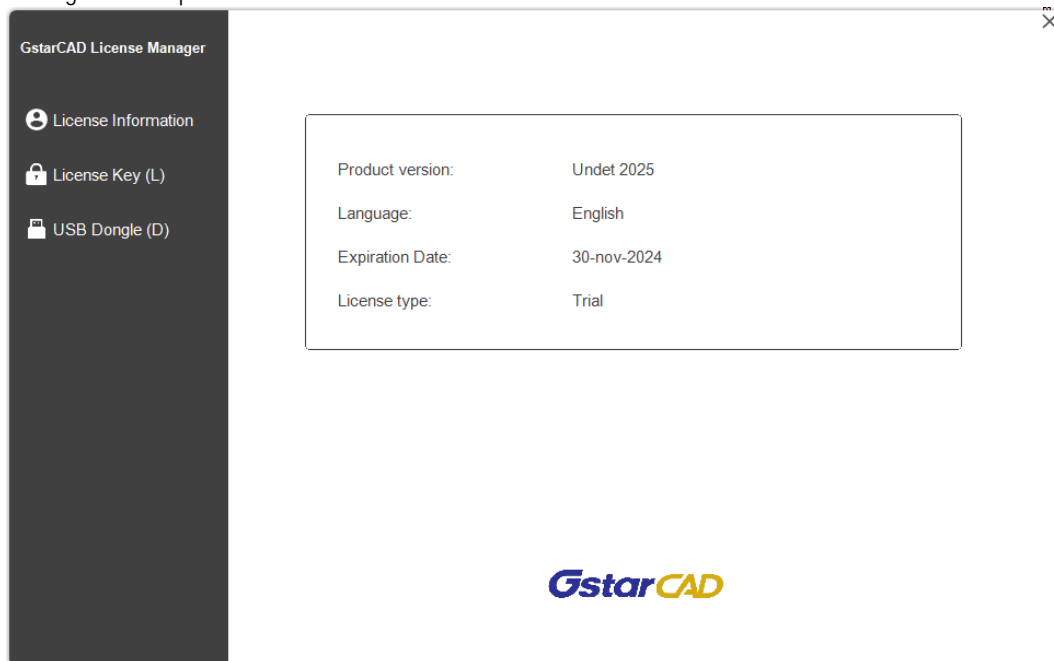 GstarCAD License Manager
License Information
License Key (L)
USB Dongle (D)
Product version: Undet 2025
Language: English
Expiration Date: 30-nov-2024
License type: Trial
GstarCAD